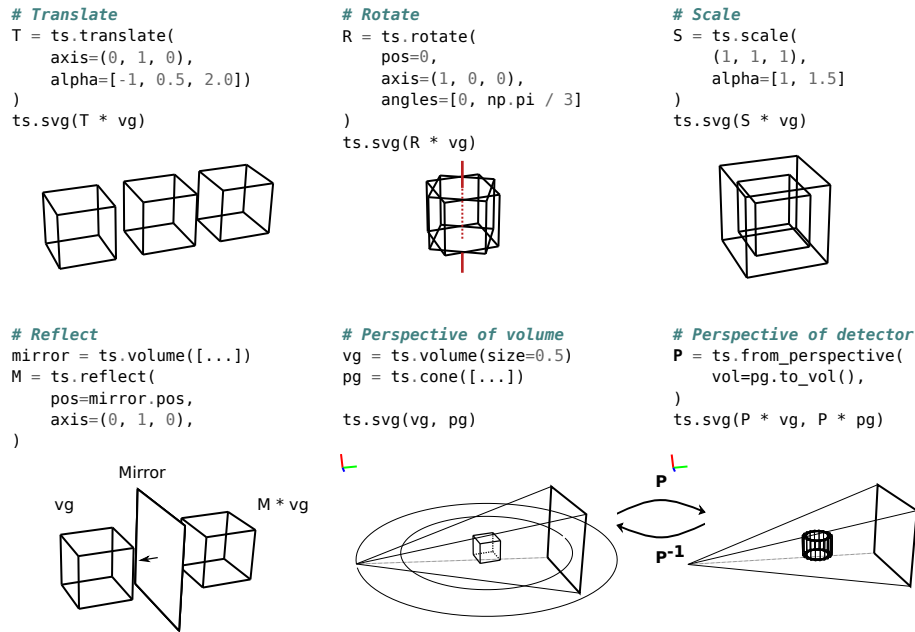 # Translate
T = ts.translate(
    axis=(0, 1, 0),
    alpha=[-1, 0.5, 2.0])
)
ts.svg(T * vg)
# Rotate
R = ts.rotate(
    pos=0,
    axis=(1, 0, 0),
    angles=[0, np.pi / 3]
)
ts.svg(R * vg)
# Scale
S = ts.scale(
    (1, 1, 1),
    alpha=[1, 1.5]
)
ts.svg(S * vg)
# Reflect
mirror = ts.volume([...])
M = ts.reflect(
    pos=mirror.pos,
    axis=(0, 1, 0),
)
Mirror
vg
M * vg
# Perspective of volume
vg = ts.volume(size=0.5)
pg = ts.cone([...])
ts.svg(vg, pg)
P
P-1
# Perspective of detector
P = ts.from_perspective(
    vol=pg.to_vol(),
)
ts.svg(P * vg, P * pg)